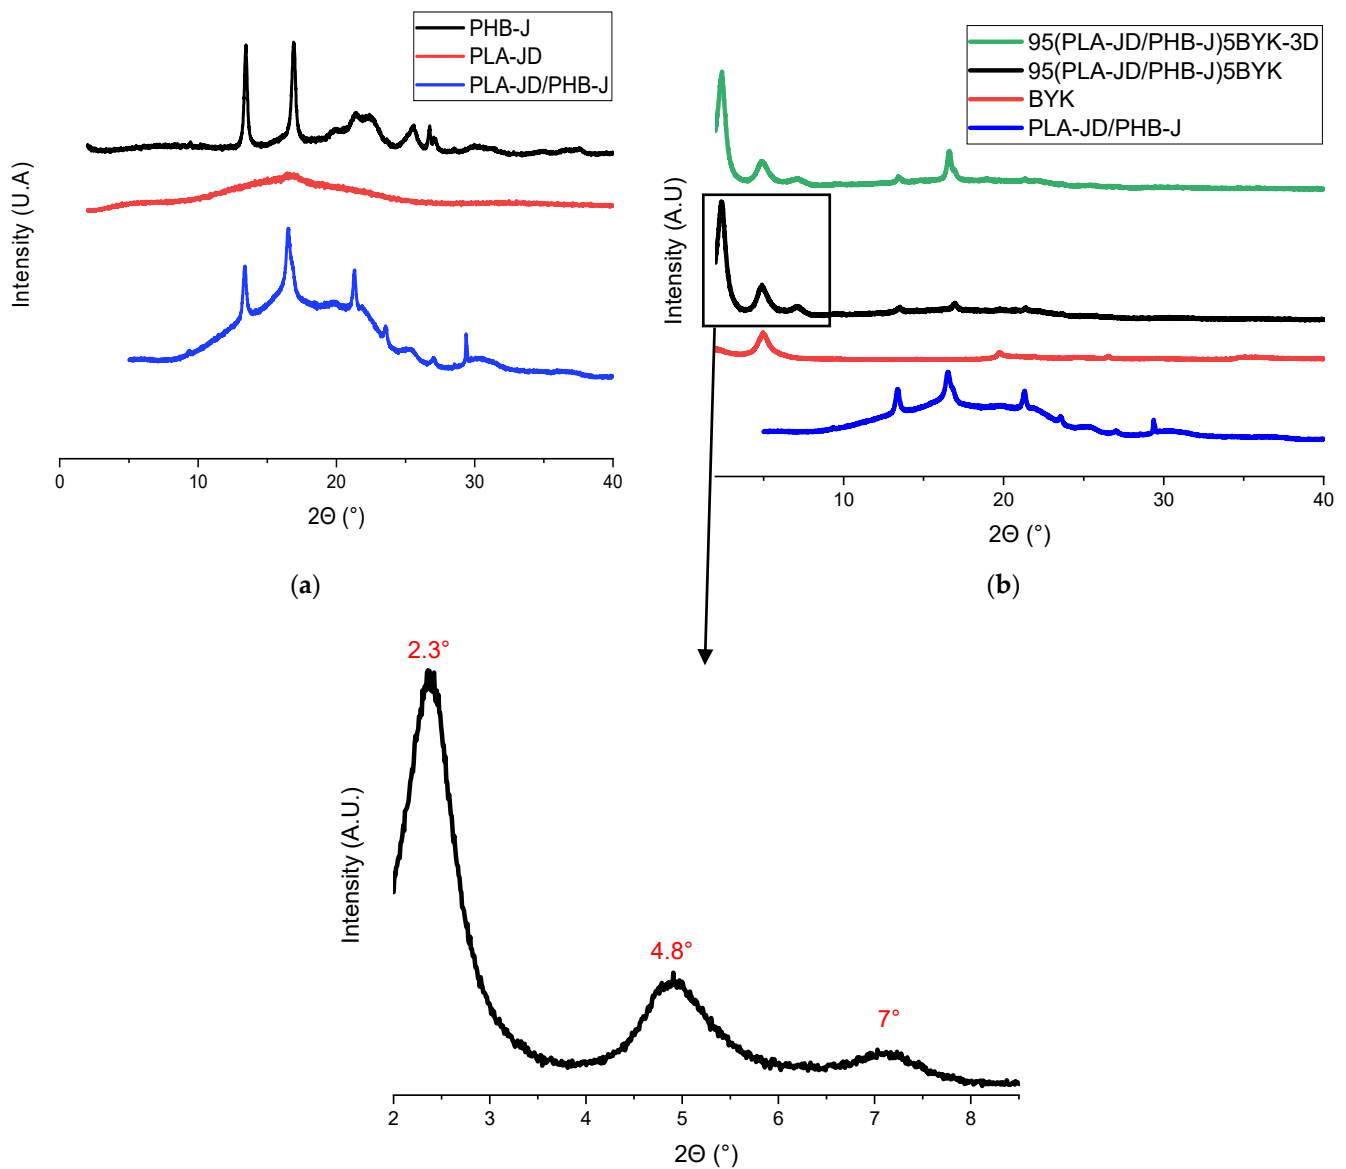 PHB-J
PLA-JD
PLA-JD/PHB-J
Intensity (U.A)
0 10 20 30 40
2Θ (°)
(a)
95(PLA-JD/PHB-J)5BYK-3D
95(PLA-JD/PHB-J)5BYK
BYK
PLA-JD/PHB-J
Intensity (A.U)
10 20 30 40
2Θ (°)
(b)
2.3°
4.8°
7°
Intensity (A.U.)
2 3 4 5 6 7 8
2Θ (°)